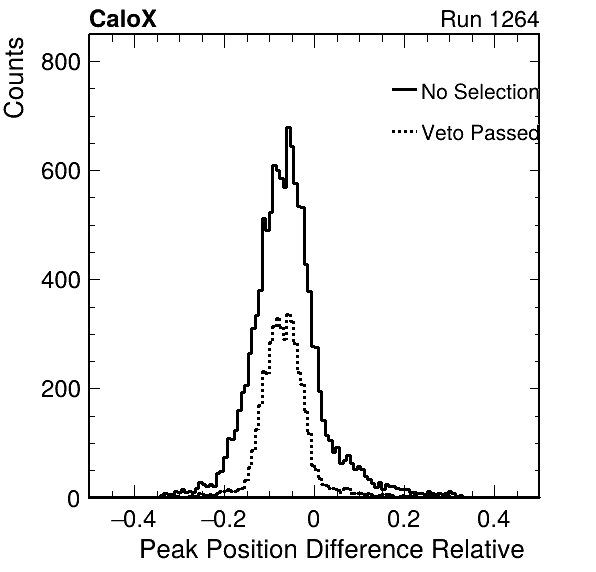 CaloX Run 1264
Counts
800
600
400
200
0
No Selection
Veto Passed
−0.4 −0.2 0 0.2 0.4
Peak Position Difference Relative